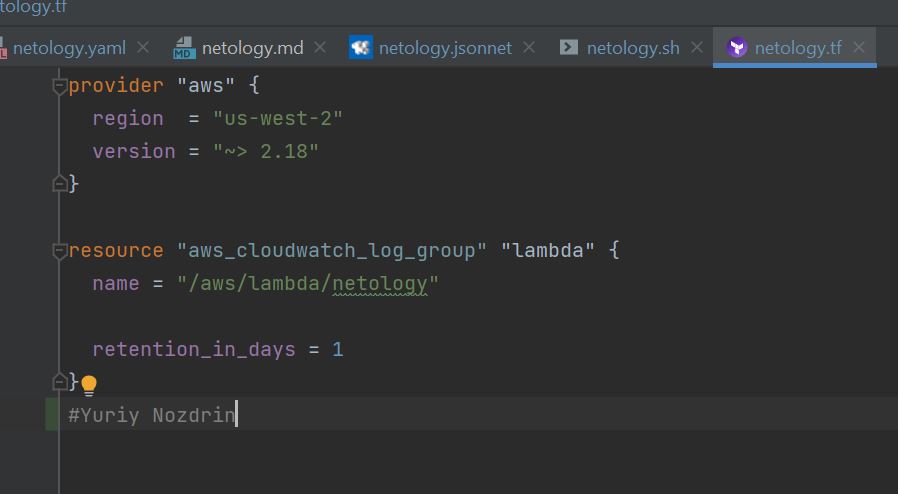 tology.tf
netology.yaml netology.md netology.jsonnet netology.sh netology.tf
provider "aws" {
  region  = "us-west-2"
  version = "~> 2.18"
}
resource "aws_cloudwatch_log_group" "lambda" {
  name = "/aws/lambda/netology"
  retention_in_days = 1
}
#Yuriy Nozdrin